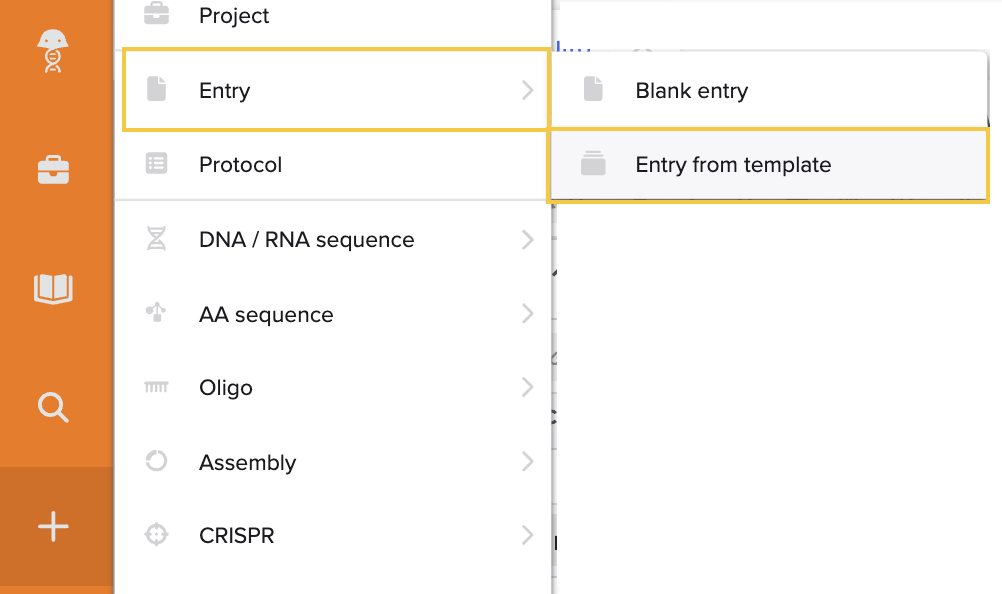 Project
Entry
Blank entry
Protocol
Entry from template
DNA / RNA sequence
AA sequence
Oligo
Assembly
CRISPR